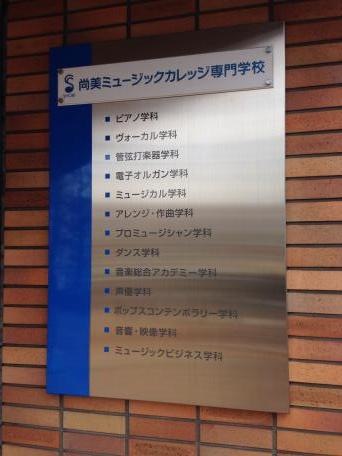 尚美ミュージックカレッジ専門学校
ピアノ学科
ヴォーカル学科
管弦打楽器学科
電子オルガン学科
ミュージカル学科
アレンジ・作曲学科
プロミュージシャン学科
ダンス学科
音楽総合アカデミー学科
声優学科
ポップスコンテンポラリー学科
音響・映像学科
ミュージックビジネス学科